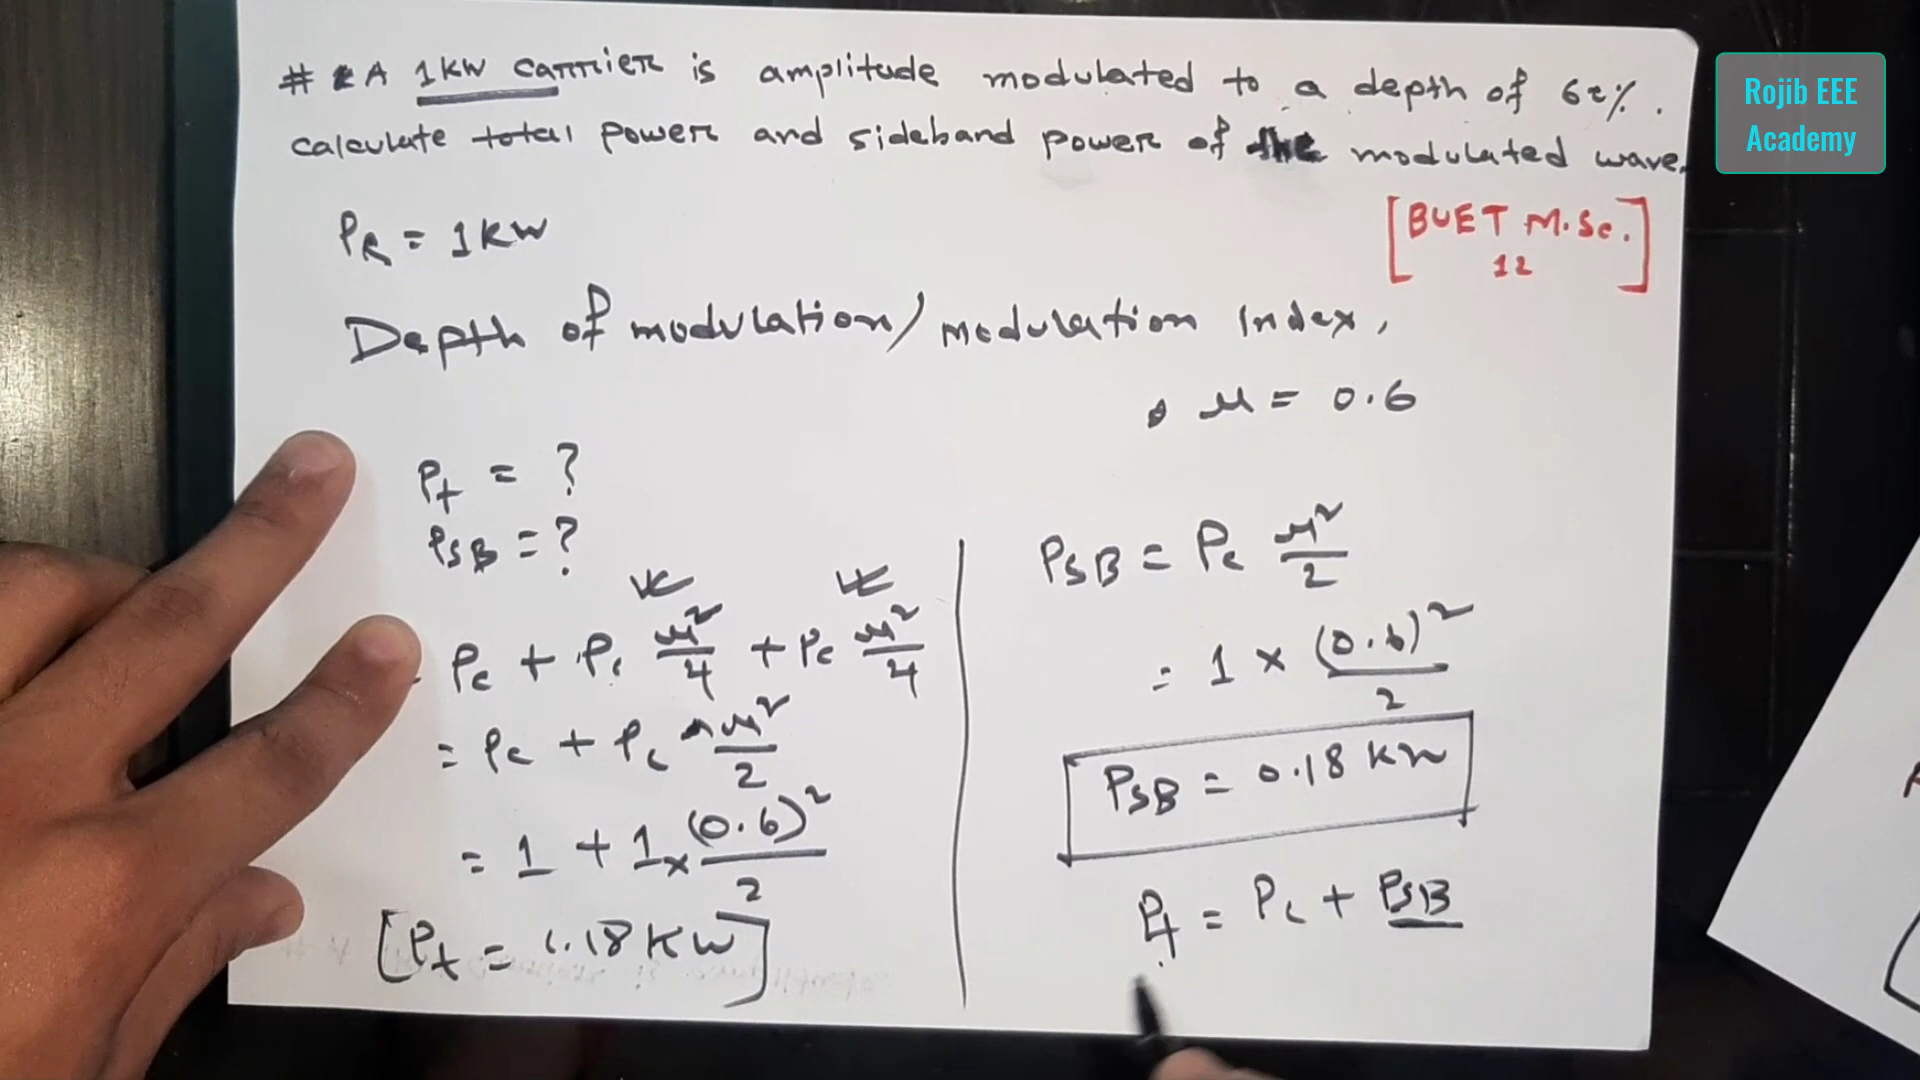 # A 1KW carrier is amplitude modulated to a depth of 60%.
calculate total power and sideband power of the modulated wave.
[BUET M.Sc. 12]
PR = 1KW
Depth of modulation/modulation Index,
μ = 0.6
Pt = ?
PSB = ?
Pc + Pc μ²/4 + Pc μ²/4
= Pc + Pc μ²/2
= 1 + 1 x (0.6)²/2
[Pt = 1.18 KW]
PSB = Pc μ²/2
= 1 x (0.6)²/2
PSB = 0.18 KW
Pt = Pc + PSB
Rojib EEE
Academy